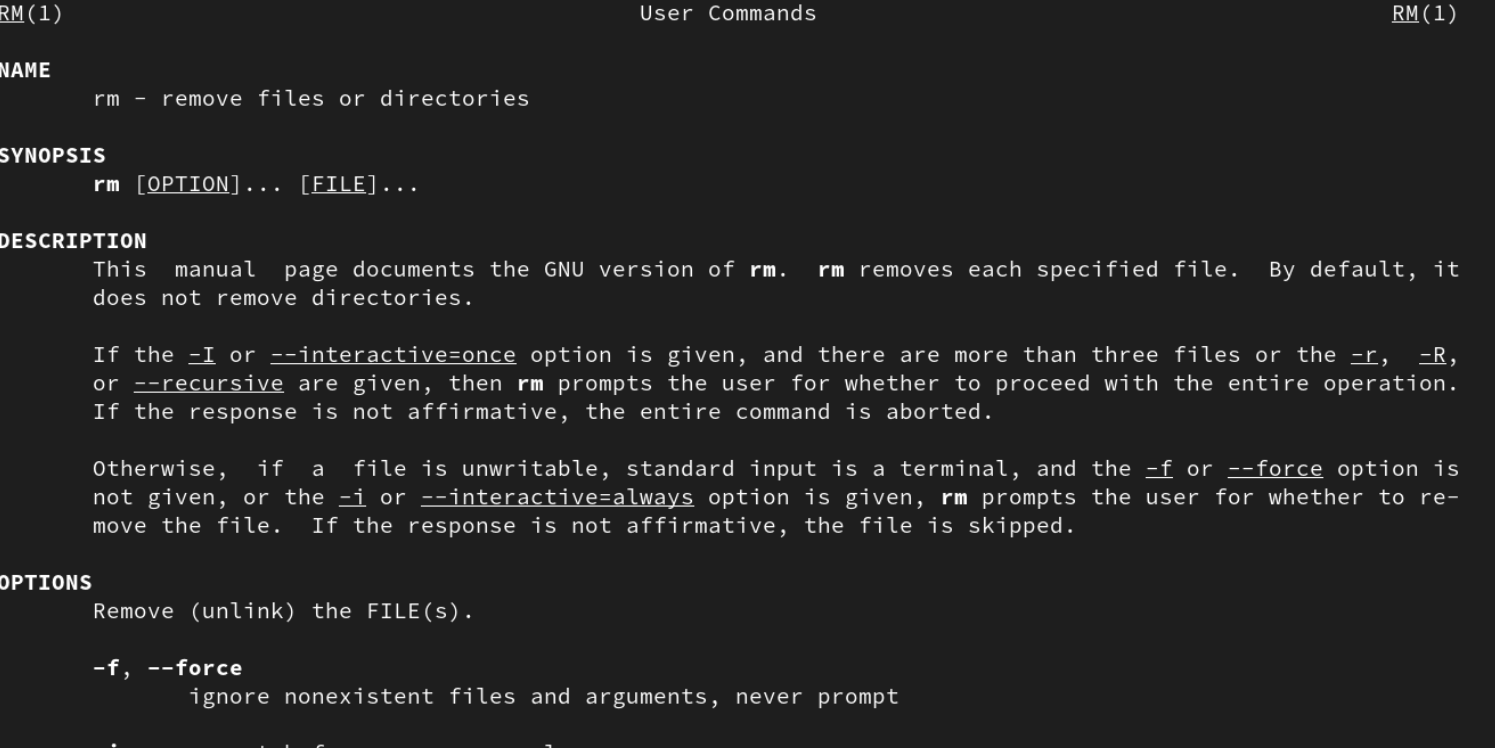 RM(1) User Commands RM(1)
NAME
rm - remove files or directories
SYNOPSIS
rm [OPTION]... [FILE]...
DESCRIPTION
This manual page documents the GNU version of rm. rm removes each specified file. By default, it
does not remove directories.
If the -I or --interactive=once option is given, and there are more than three files or the -r, -R,
or --recursive are given, then rm prompts the user for whether to proceed with the entire operation.
If the response is not affirmative, the entire command is aborted.
Otherwise, if a file is unwritable, standard input is a terminal, and the -f or --force option is
not given, or the -i or --interactive=always option is given, rm prompts the user for whether to re-
move the file. If the response is not affirmative, the file is skipped.
OPTIONS
Remove (unlink) the FILE(s).
-f, --force
ignore nonexistent files and arguments, never prompt